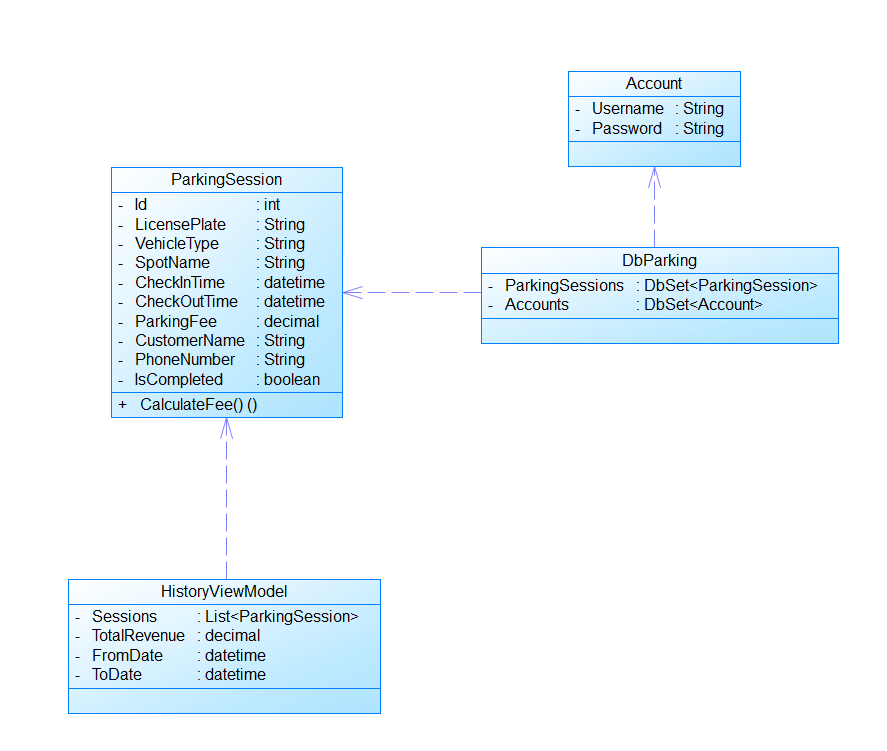 Account
- Username : String
- Password : String
ParkingSession
- Id : int
- LicensePlate : String
- VehicleType : String
- SpotName : String
- CheckInTime : datetime
- CheckOutTime : datetime
- ParkingFee : decimal
- CustomerName : String
- PhoneNumber : String
- IsCompleted : boolean
+ CalculateFee() ()
DbParking
- ParkingSessions : DbSet<ParkingSession>
- Accounts : DbSet<Account>
HistoryViewModel
- Sessions : List<ParkingSession>
- TotalRevenue : decimal
- FromDate : datetime
- ToDate : datetime